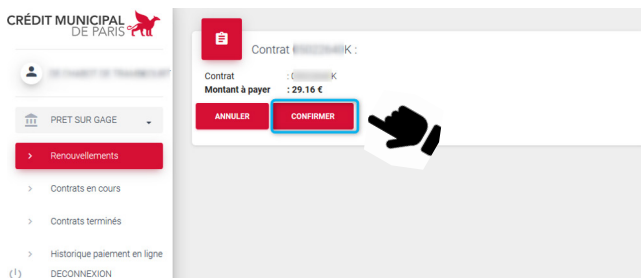 CRÉDIT MUNICIPAL
DE PARIS
PRET SUR GAGE
Renouvellements
Contrats en cours
Contrats terminés
Historique paiement en ligne
DECONNEXION
Contrat K :
Contrat : K
Montant à payer : 29.16 €
ANNULER CONFIRMER